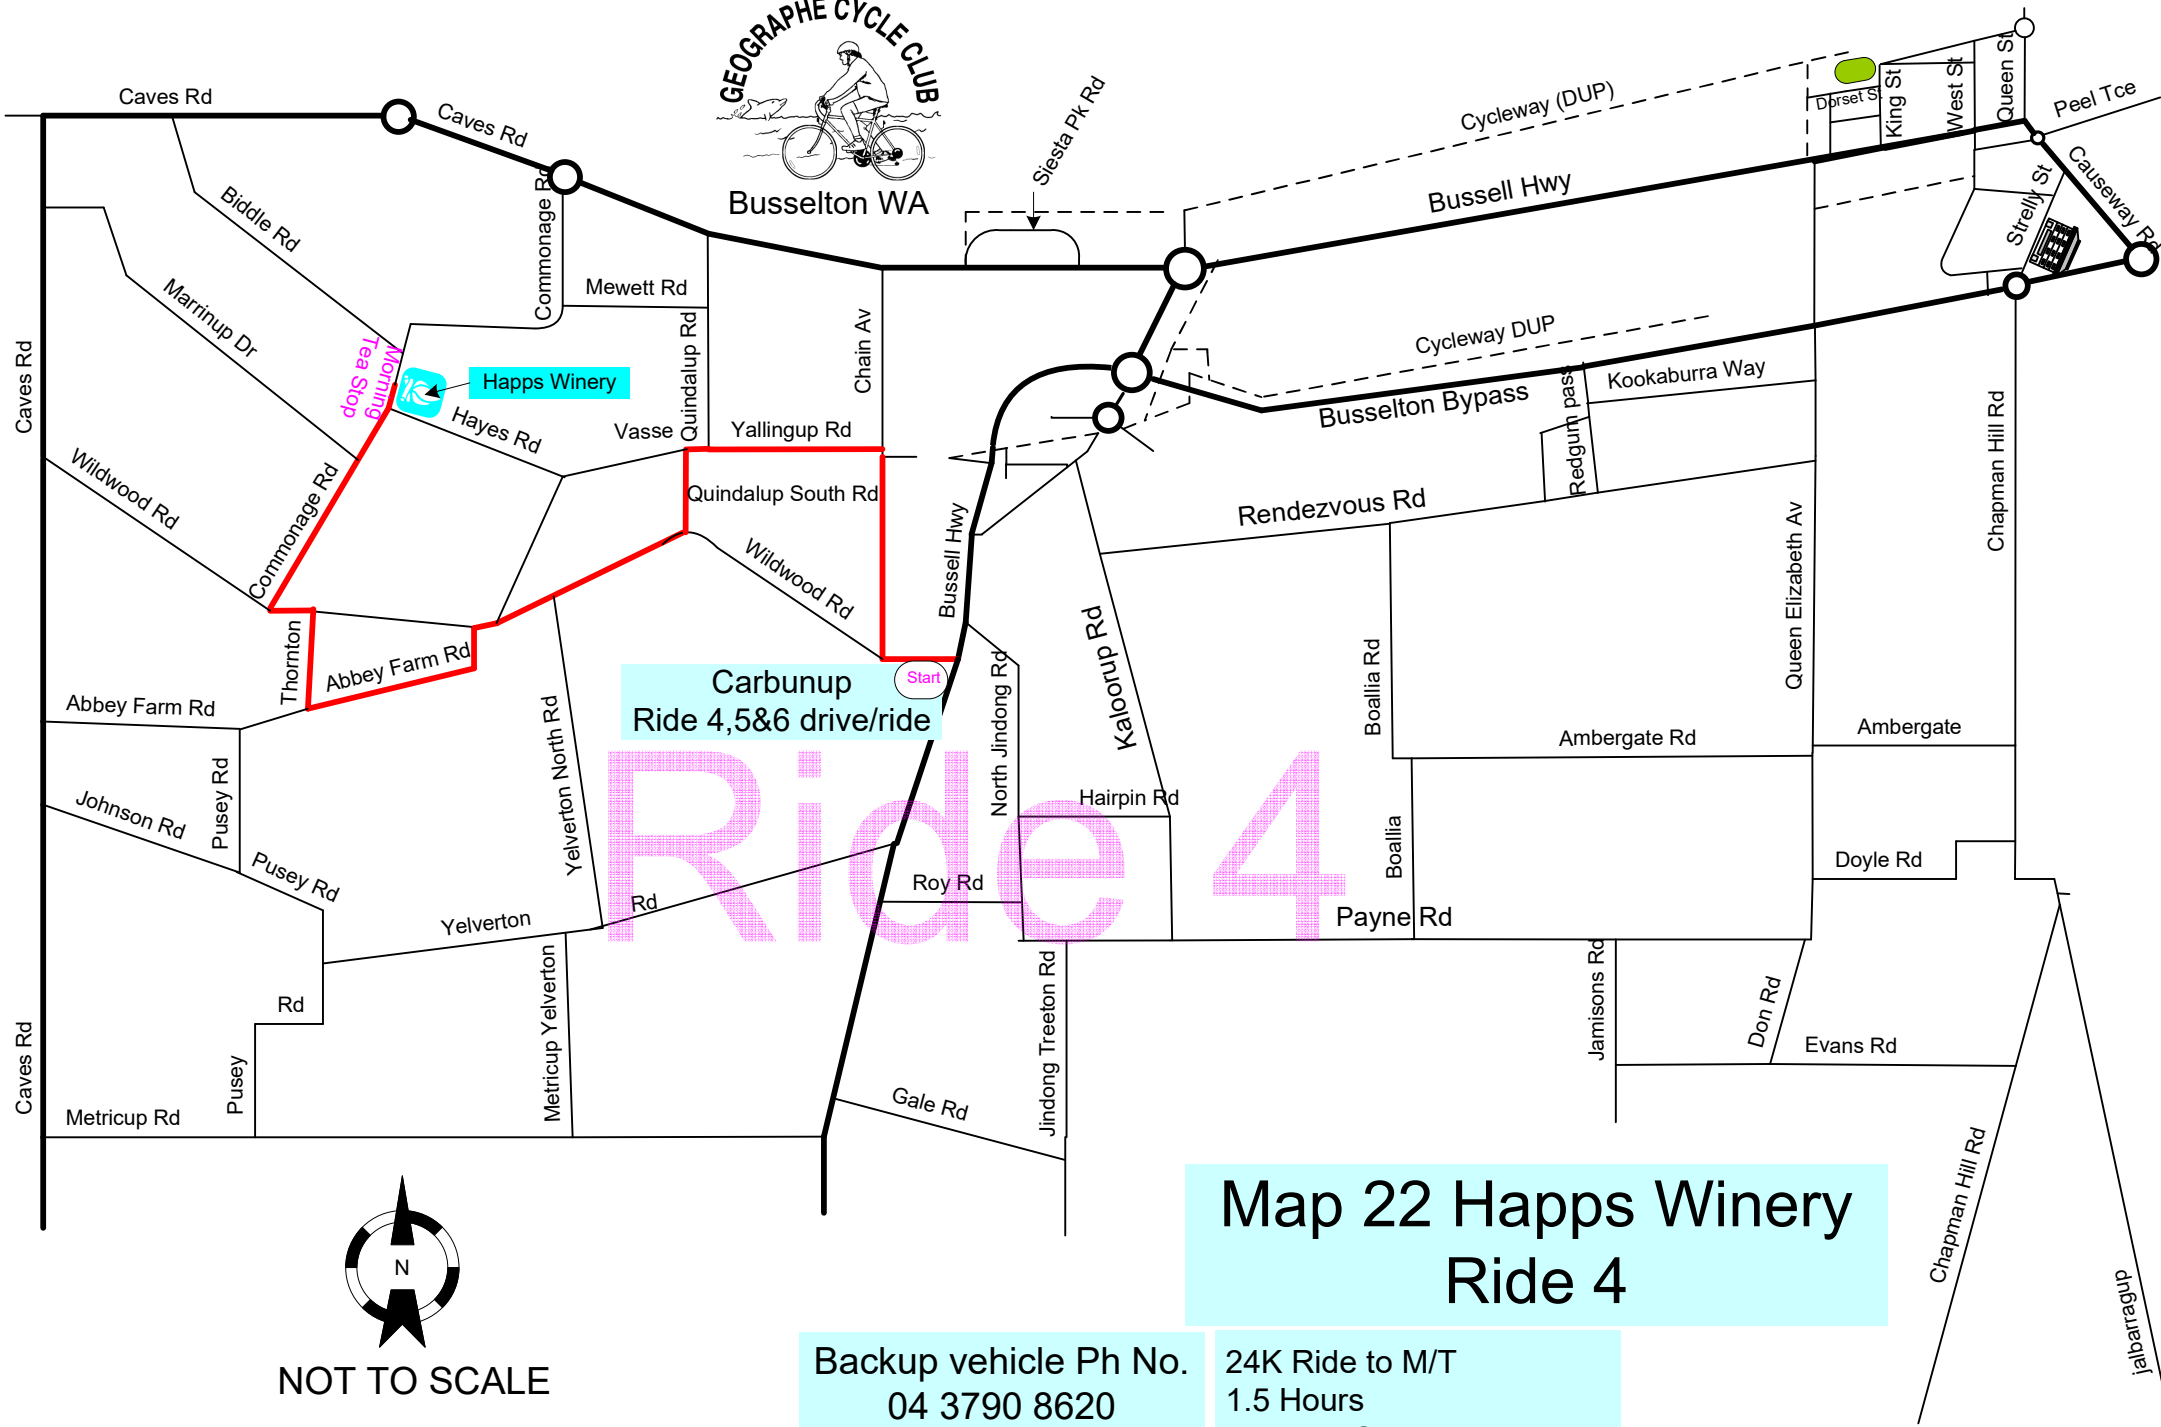 GEOGRAPHE CYCLE CLUB
Busselton WA
Caves Rd
Caves Rd
Siesta Pk Rd
Cycleway (DUP)
Dorset St
King St
West St
Queen St
Peel Tce
Causeway Rd
Strelly St
Bussell Hwy
Biddle Rd
Commonage Rd
Mewett Rd
Marrinup Dr
Quindalup Rd
Chain Av
Cycleway DUP
Kookaburra Way
Busselton Bypass
Redgum pass
Caves Rd
Morning
Tea Stop
Happs Winery
Hayes Rd
Vasse
Yallingup Rd
Chapman Hill Rd
Wildwood Rd
Commonage Rd
Quindalup South Rd
Wildwood Rd
Bussell Hwy
Rendezvous Rd
Queen Elizabeth Av
Kaloorup Rd
Boallia Rd
Thornton
Abbey Farm Rd
Abbey Farm Rd
Start
Carbunup
Ride 4,5&6 drive/ride
North Jindong Rd
Yelverton North Rd
Ambergate Rd
Ambergate
Ride 4
Johnson Rd
Pusey Rd
Pusey Rd
Hairpin Rd
Boallia
Doyle Rd
Roy Rd
Yelverton
Rd
Payne Rd
Metricup Yelverton
Jindong Treeton Rd
Jamisons Rd
Don Rd
Evans Rd
Rd
Pusey
Caves Rd
Metricup Rd
Gale Rd
Chapman Hill Rd
jalbarragup
N
NOT TO SCALE
Map 22 Happs Winery
Ride 4
Backup vehicle Ph No.
04 3790 8620
24K Ride to M/T
1.5 Hours